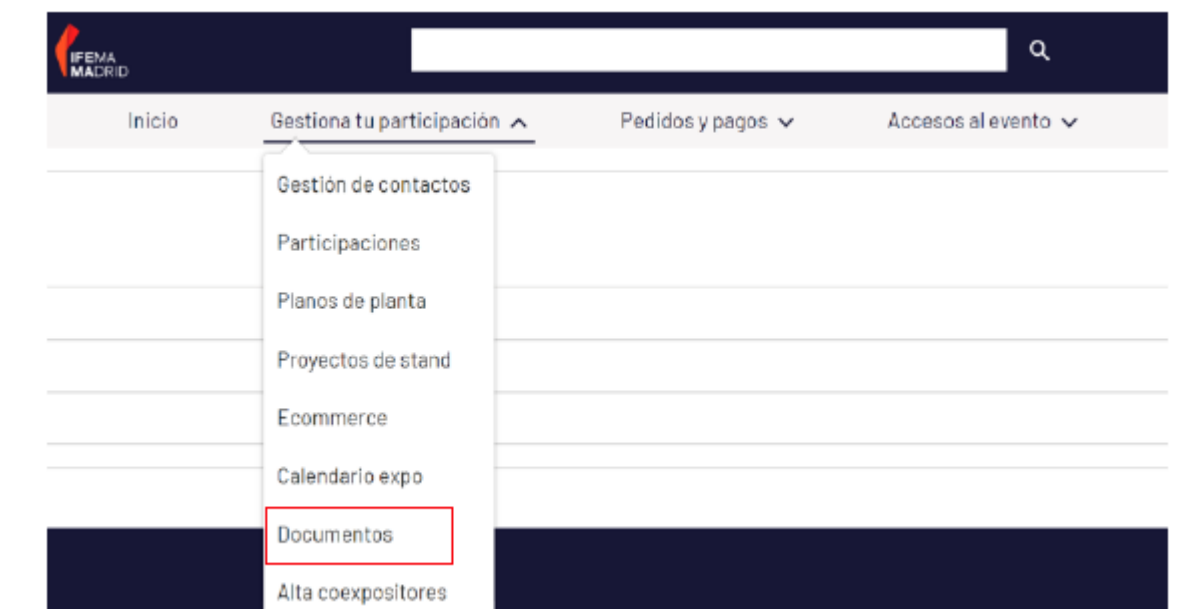 IFEMA
MADRID
Inicio
Gestiona tu participación
Pedidos y pagos
Accesos al evento
Gestión de contactos
Participaciones
Planos de planta
Proyectos de stand
Ecommerce
Calendario expo
Documentos
Alta coexpositores